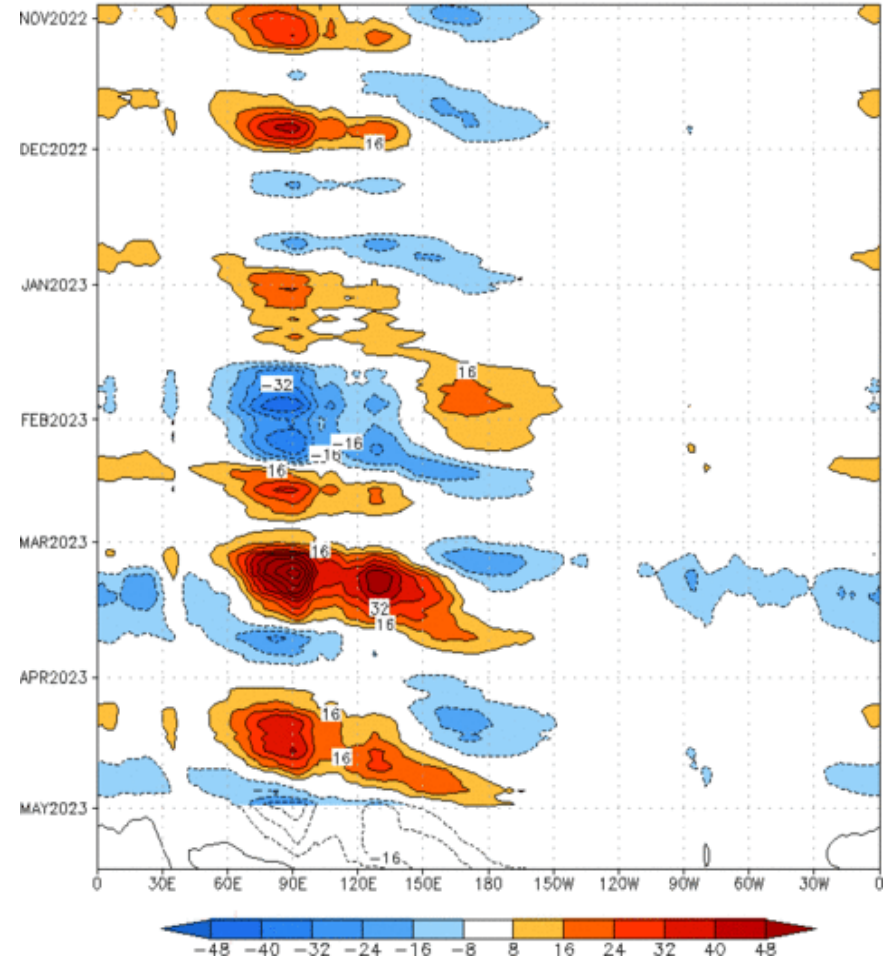 NOV2022
DEC2022
16
JAN2023
16
-32
FEB2023
-16
-16
16
MAR2023
16
32
16
APR2023
16
16
MAY2023
-16
0 30E 60E 90E 120E 150E 180 150W 120W 90W 60W 30W 0
-48 -40 -32 -24 -16 -8 8 16 24 32 40 48